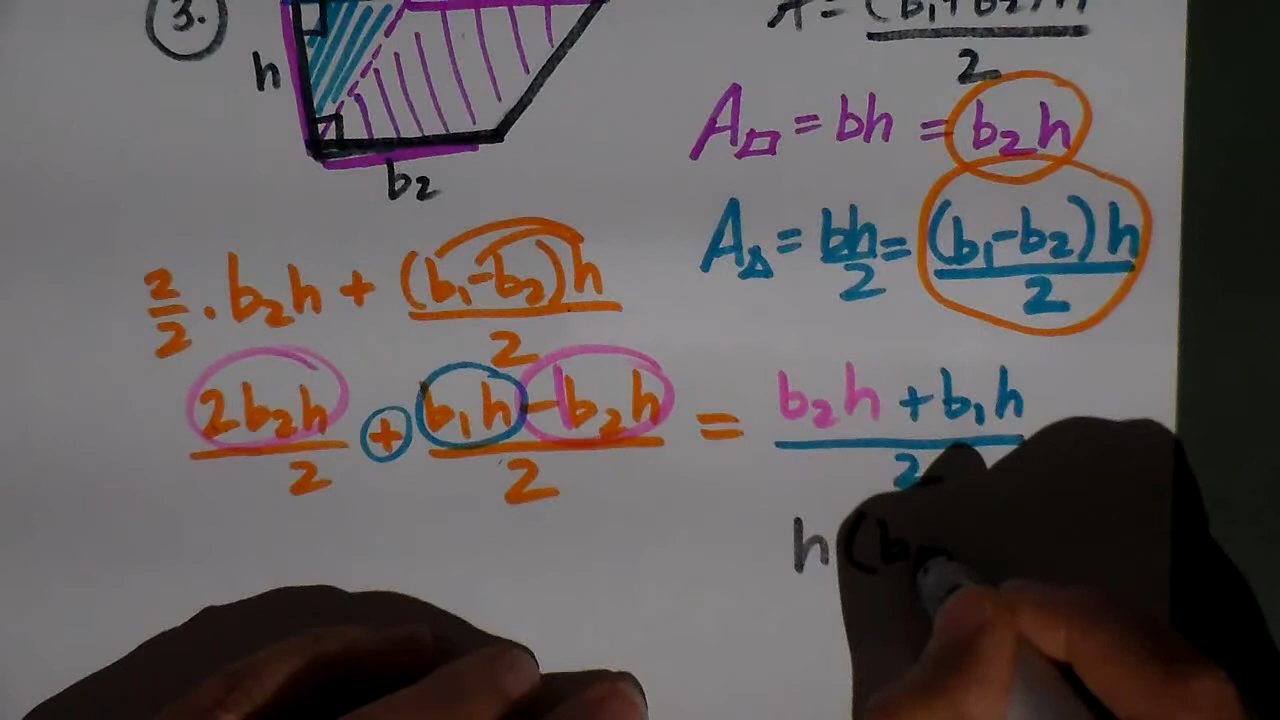 3.
h
b₂
A = (b₁+b₂)h / 2
A▱ = bh = b₂h
A△ = bh/2 = (b₁-b₂)h / 2
2/2 · b₂h + (b₁-b₂)h / 2
2b₂h / 2 + b₁h - b₂h / 2 = b₂h + b₁h / 2
h(b